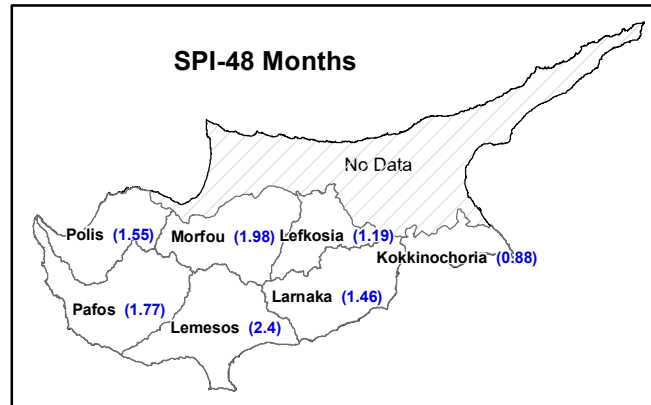 SPI-48 Months
No Data
Polis (1.55)
Morfou (1.98)
Lefkosia (1.19)
Kokkinochoria (0.88)
Pafos (1.77)
Larnaka (1.46)
Lemesos (2.4)